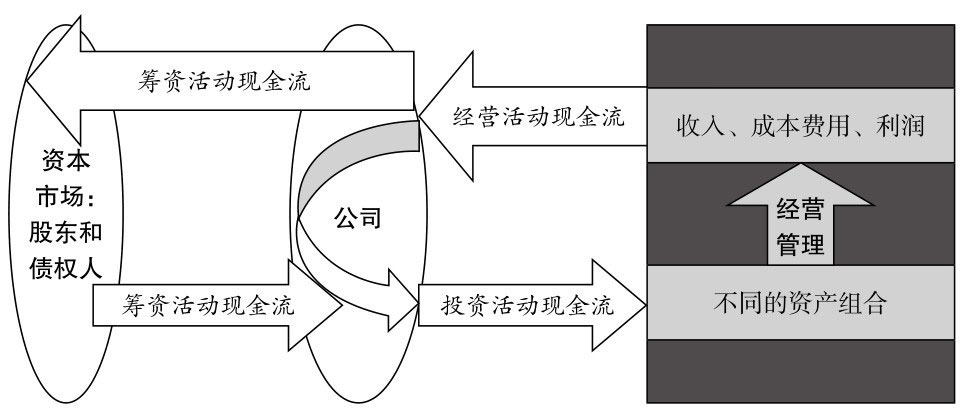 筹资活动现金流
经营活动现金流
收入、成本费用、利润
资本
市场：
股东和
债权人
公司
经营
管理
筹资活动现金流
投资活动现金流
不同的资产组合